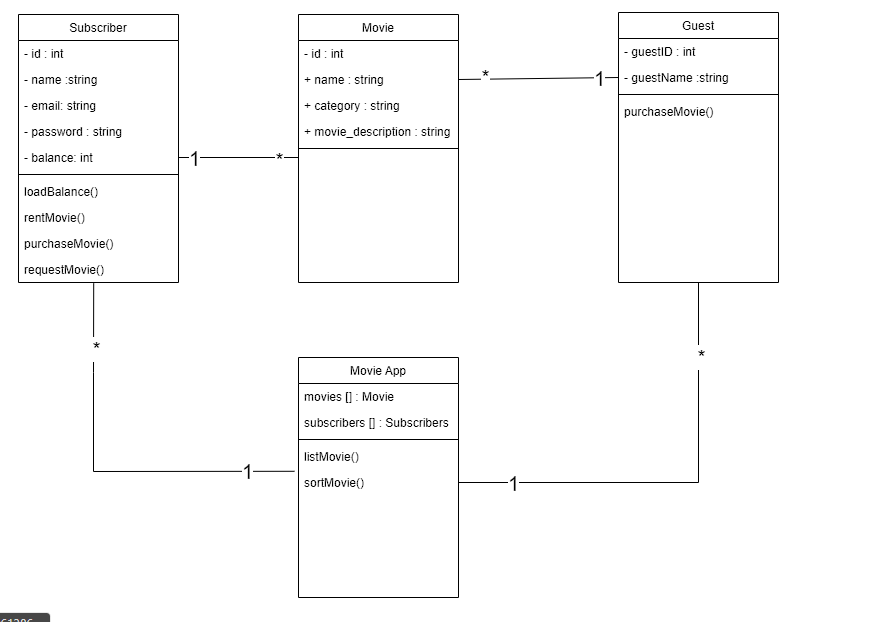 Subscriber
- id : int
- name :string
- email: string
- password : string
- balance: int
loadBalance()
rentMovie()
purchaseMovie()
requestMovie()
1
*
Movie
- id : int
+ name : string
+ category : string
+ movie_description : string
*
1
Guest
- guestID : int
- guestName :string
purchaseMovie()
*
*
Movie App
movies [] : Movie
subscribers [] : Subscribers
listMovie()
sortMovie()
1
1